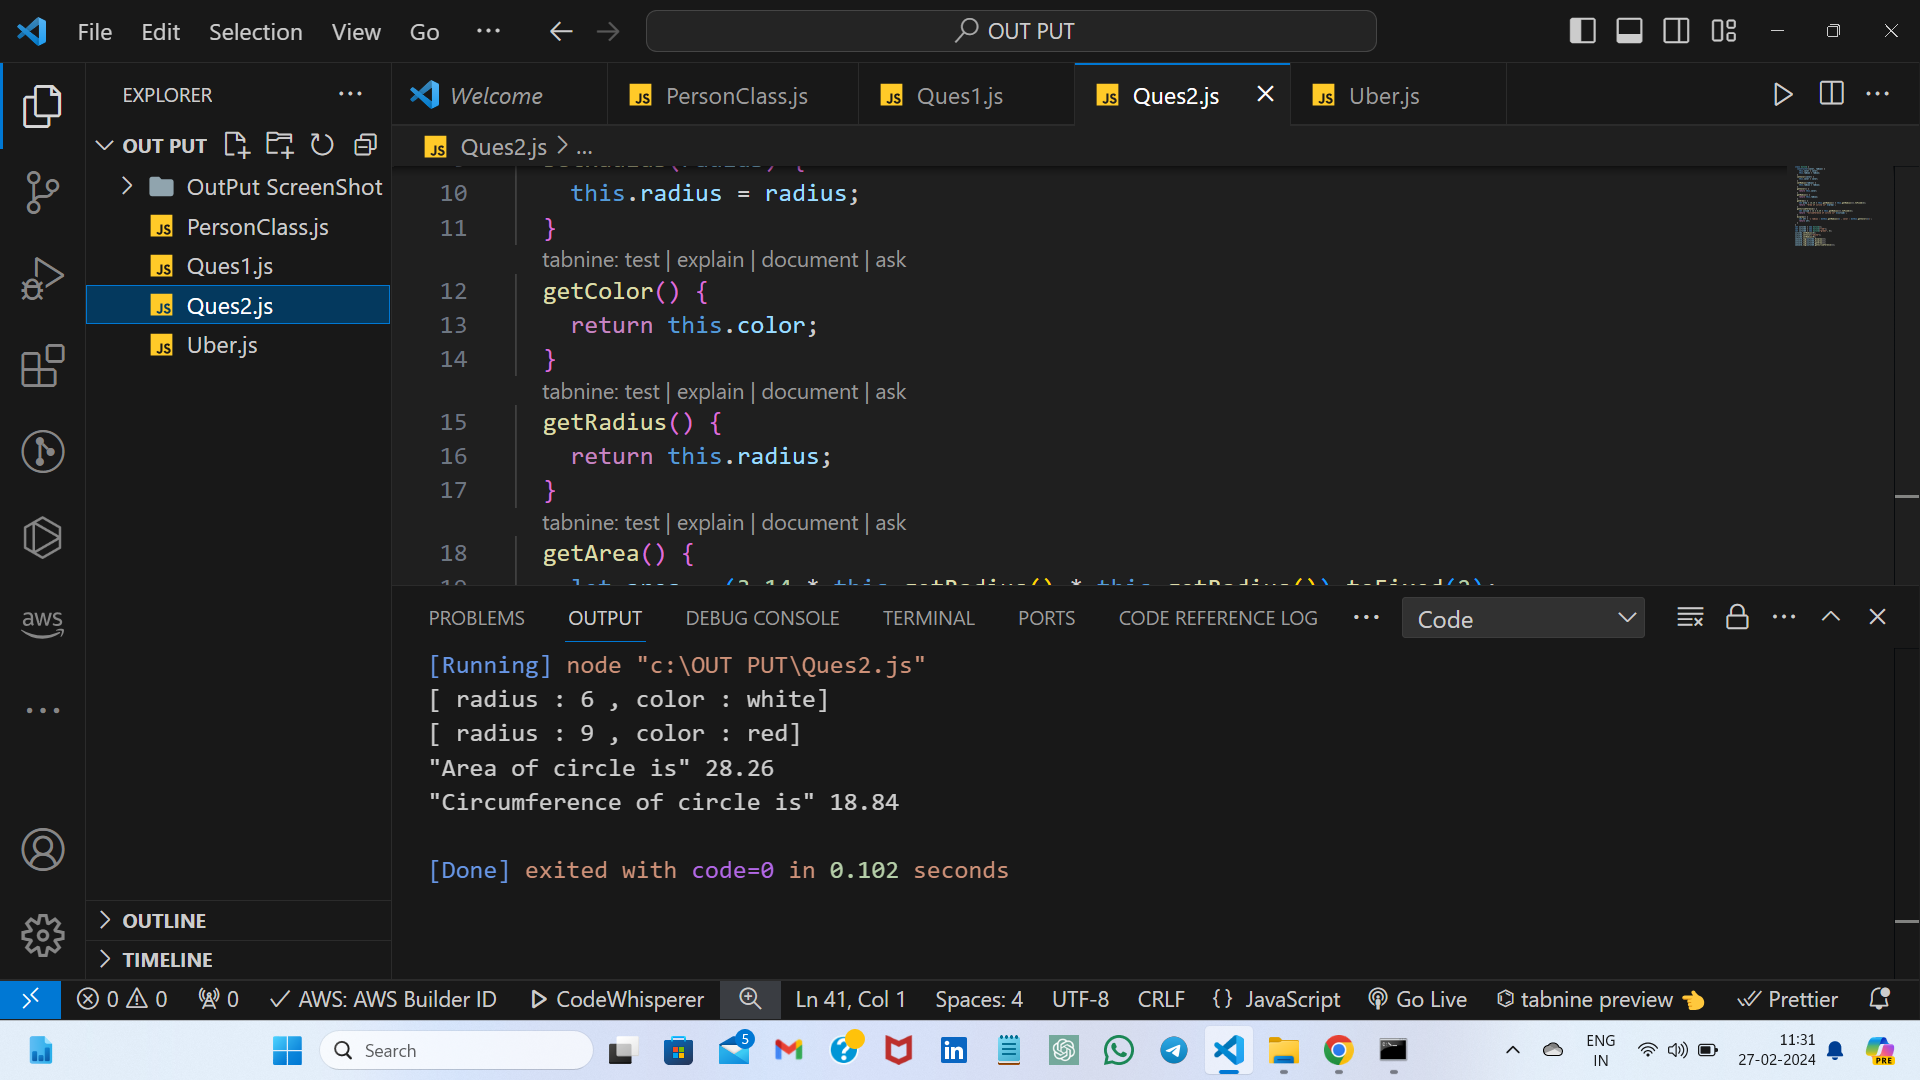 File Edit Selection View Go ··· OUT PUT
EXPLORER ···
OUT PUT
OutPut ScreenShot
PersonClass.js
Ques1.js
Ques2.js
Uber.js
OUTLINE
TIMELINE
aws
Welcome PersonClass.js Ques1.js Ques2.js Uber.js
Ques2.js > ...
10 this.radius = radius;
11 }
tabnine: test | explain | document | ask
12 getColor() {
13 return this.color;
14 }
tabnine: test | explain | document | ask
15 getRadius() {
16 return this.radius;
17 }
tabnine: test | explain | document | ask
18 getArea() {
PROBLEMS OUTPUT DEBUG CONSOLE TERMINAL PORTS CODE REFERENCE LOG ··· Code
[Running] node "c:\OUT PUT\Ques2.js"
[ radius : 6 , color : white]
[ radius : 9 , color : red]
"Area of circle is" 28.26
"Circumference of circle is" 18.84
[Done] exited with code=0 in 0.102 seconds
0 0 0 AWS: AWS Builder ID CodeWhisperer Ln 41, Col 1 Spaces: 4 UTF-8 CRLF {} JavaScript Go Live tabnine preview Prettier
Search 5 ENG 11:31
IN 27-02-2024 PRE